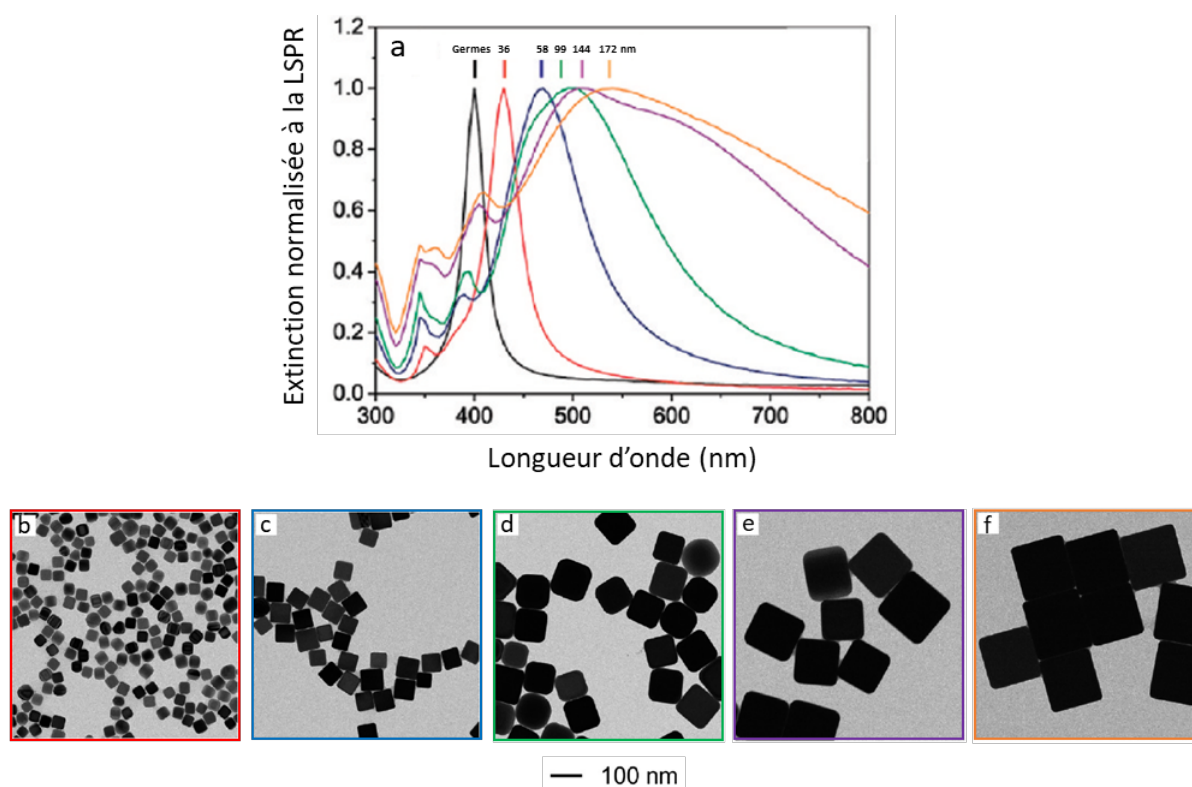 a
Germes 36 58 99 144 172 nm
Extinction normalisée à la LSPR
1.2
1.0
0.8
0.6
0.4
0.2
0.0
300 400 500 600 700 800
Longueur d'onde (nm)
b c d e f
100 nm